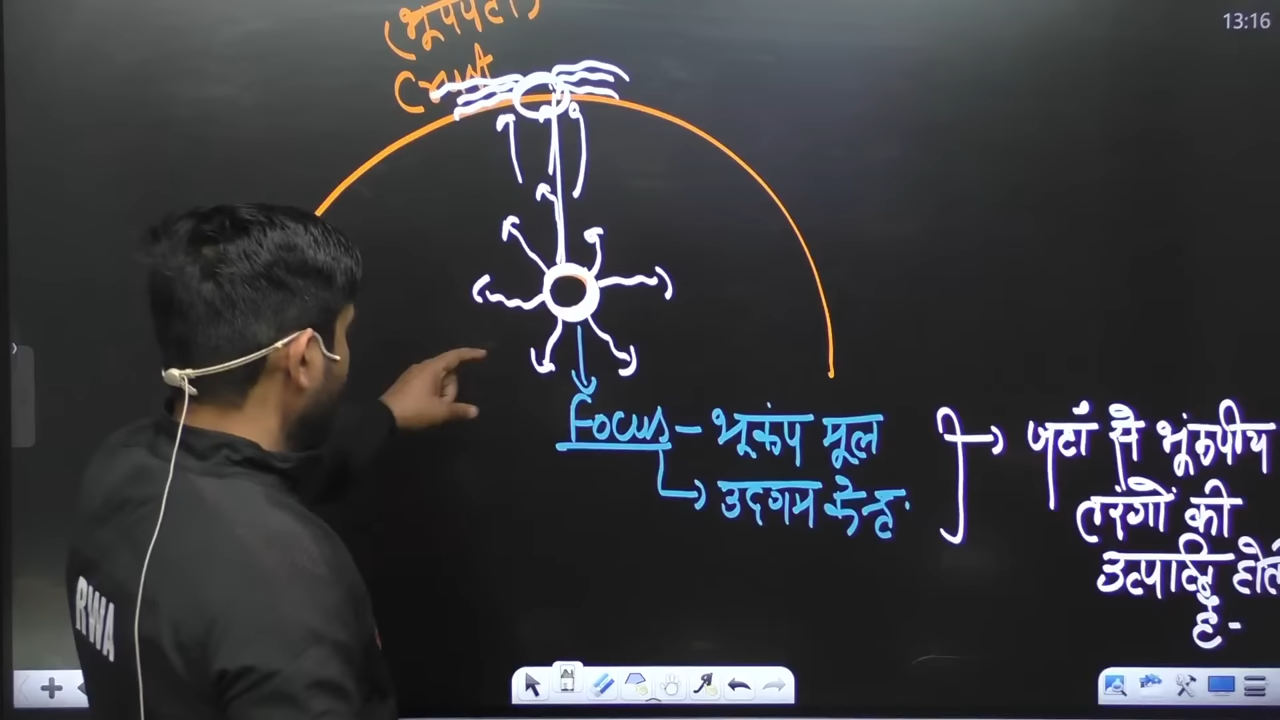 13:16
(भूपर्पटी)
Crust
Focus - भूकंप मूल
→ उदगम केन्द्र
→ जहाँ से भूकंपीय
तरंगों की
उत्पत्ति होती
है-
RWA